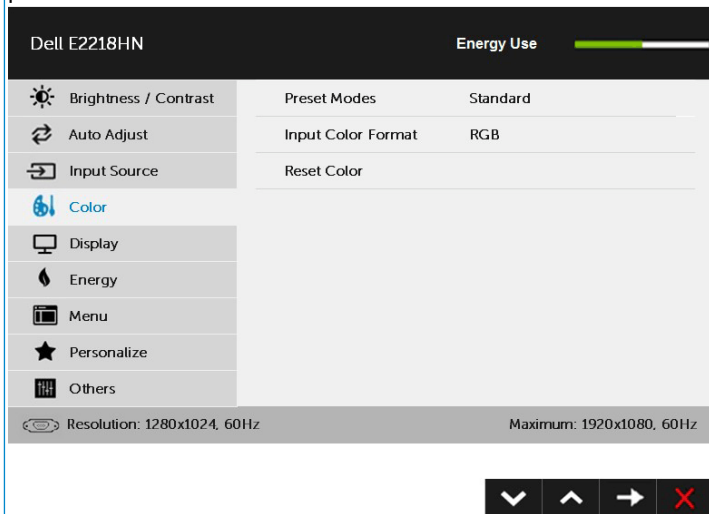 Dell E2218HN Energy Use
Brightness / Contrast Preset Modes Standard
Auto Adjust Input Color Format RGB
Input Source Reset Color
Color
Display
Energy
Menu
Personalize
Others
Resolution: 1280x1024, 60Hz Maximum: 1920x1080, 60Hz